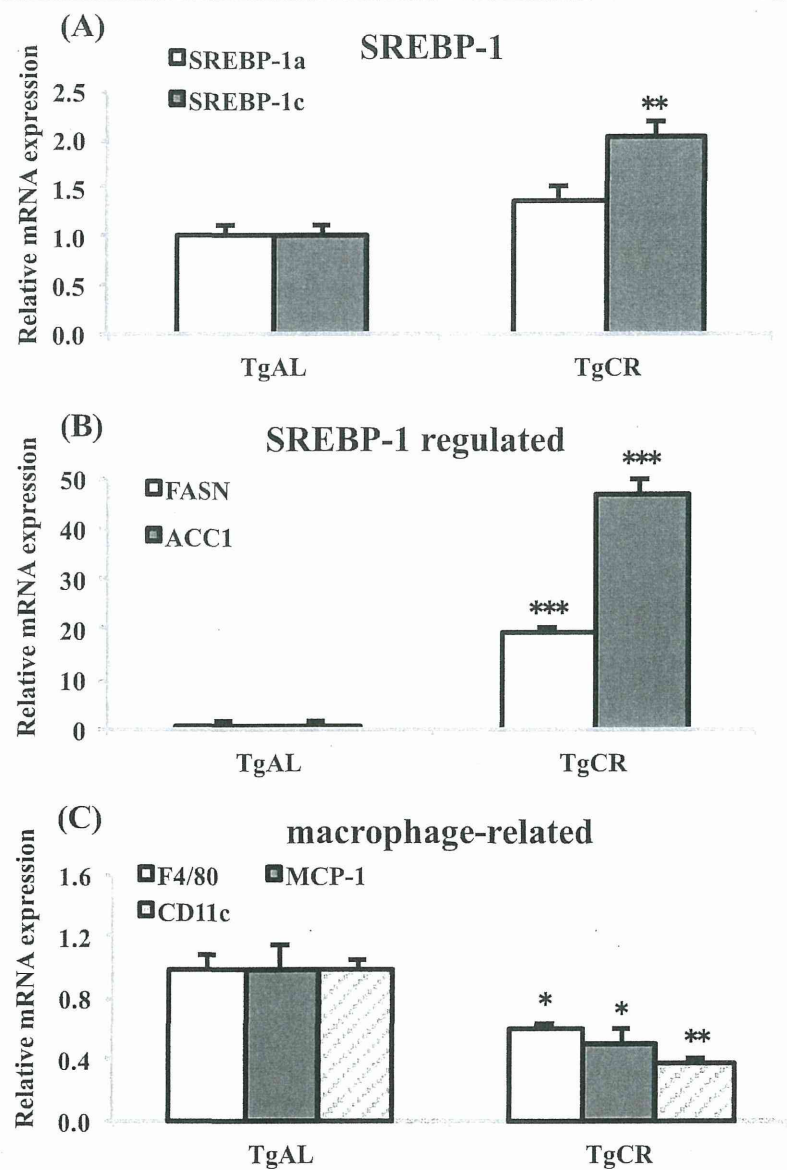 (A) SREBP-1
SREBP-1a
SREBP-1c
Relative mRNA expression
2.5
2.0
1.5
1.0
0.5
0.0
**
TgAL TgCR
(B) SREBP-1 regulated
FASN
ACC1
Relative mRNA expression
50
40
30
20
10
0
***
***
TgAL TgCR
(C) macrophage-related
F4/80 MCP-1
CD11c
Relative mRNA expression
1.6
1.2
0.8
0.4
0.0
* * **
TgAL TgCR